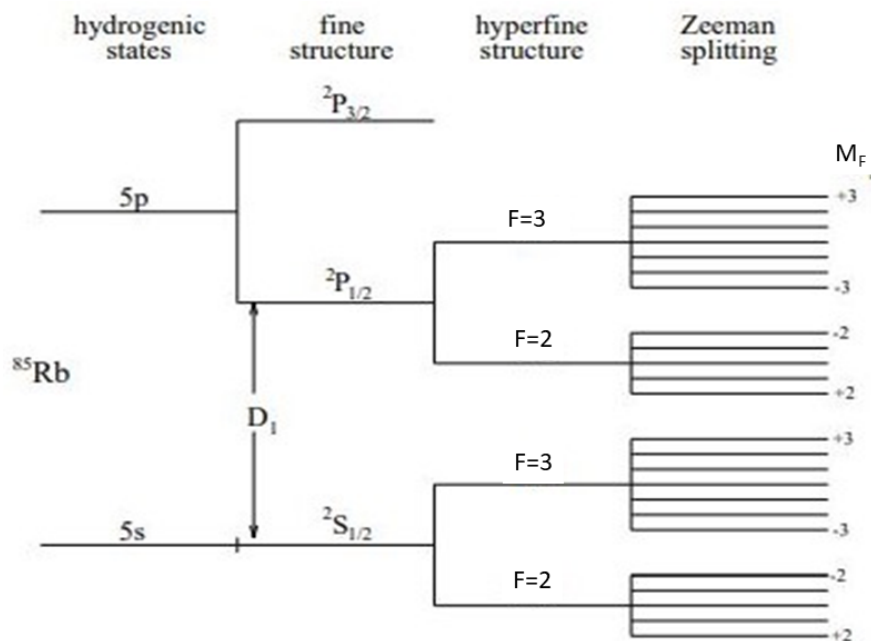 hydrogenic states
fine structure
hyperfine structure
Zeeman splitting
M_F
²P₃/₂
5p
F=3
+3
-3
²P₁/₂
F=2
-2
+2
⁸⁵Rb
D₁
F=3
+3
-3
5s
²S₁/₂
F=2
-2
+2